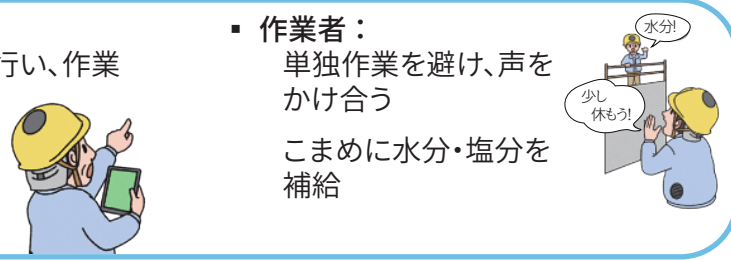 行い、作業
▪ 作業者：
単独作業を避け、声を
かけ合う
こまめに水分・塩分を
補給
水分!
少し
休もう!